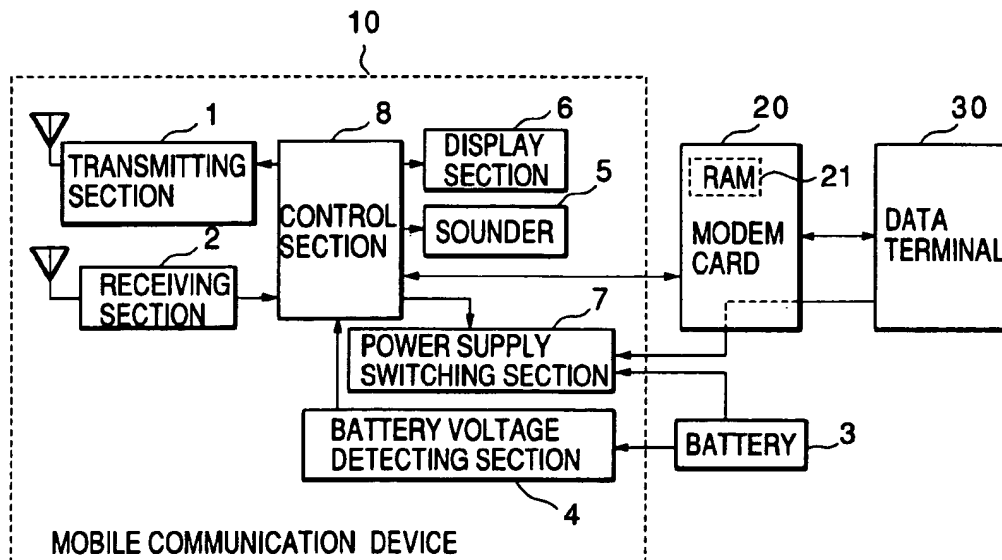 10
1
TRANSMITTING
SECTION
8
CONTROL
SECTION
6
DISPLAY
SECTION
5
SOUNDER
2
RECEIVING
SECTION
7
POWER SUPPLY
SWITCHING SECTION
BATTERY VOLTAGE
DETECTING SECTION
4
BATTERY
3
20
RAM
21
MODEM
CARD
30
DATA
TERMINAL
MOBILE COMMUNICATION DEVICE